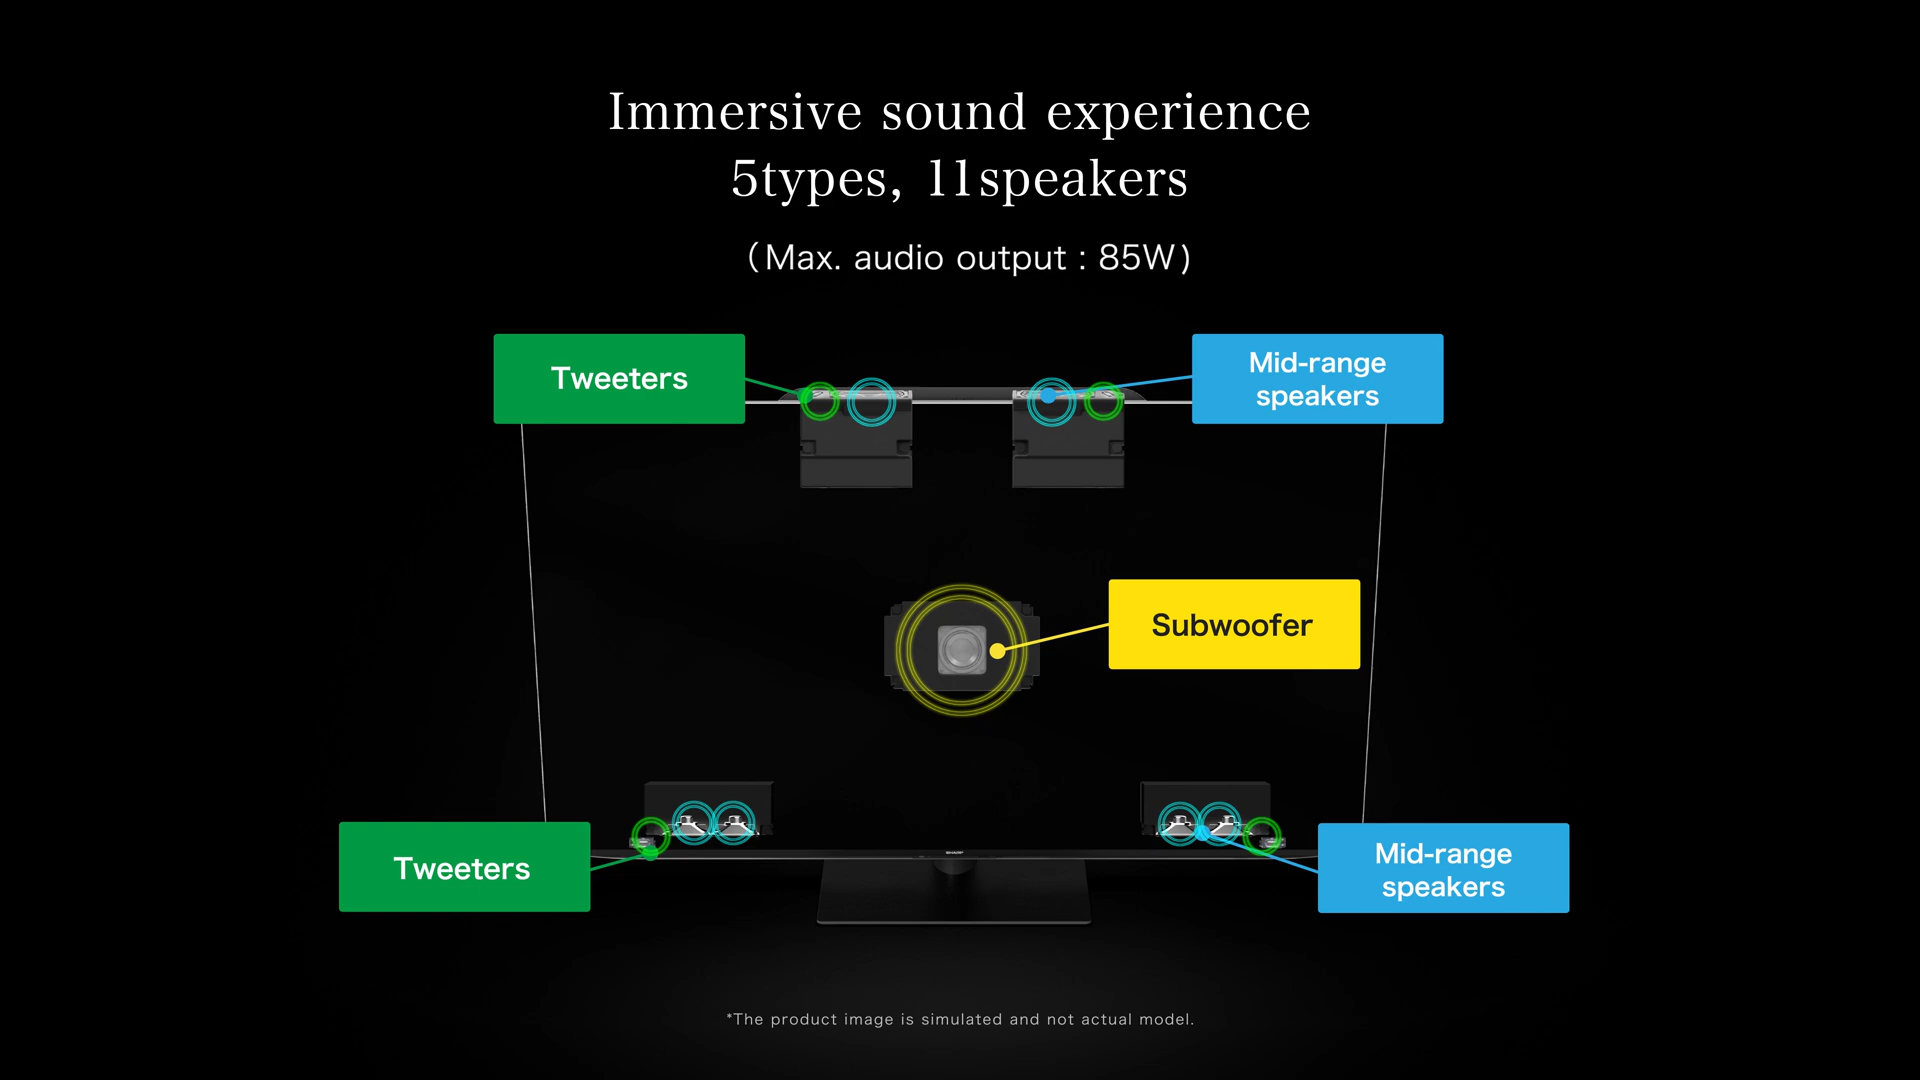 Immersive sound experience
5types, 11speakers
(Max. audio output : 85W)
Tweeters
Mid-range
speakers
Subwoofer
SHARP
Tweeters
Mid-range
speakers
*The product image is simulated and not actual model.